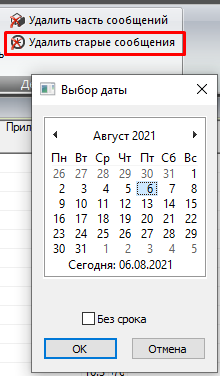 Удалить часть сообщений
Удалить старые сообщения
Выбор даты
Август 2021
Пн Вт Ср Чт Пт Сб Вс
26 27 28 29 30 31 1
2 3 4 5 6 7 8
9 10 11 12 13 14 15
16 17 18 19 20 21 22
23 24 25 26 27 28 29
30 31 1 2 3 4 5
Сегодня: 06.08.2021
Без срока
ОК Отмена